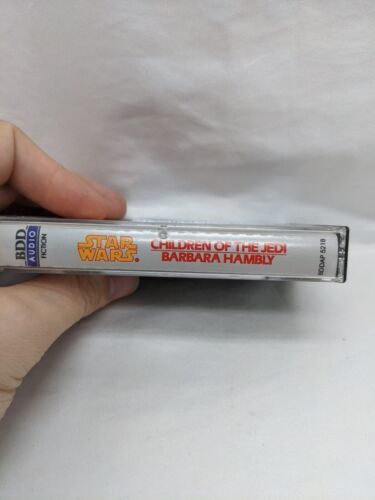 BDD
AUDIO
FICTION
STAR
WARS®
CHILDREN OF THE JEDI
BARBARA HAMBLY
BDDAP 5218